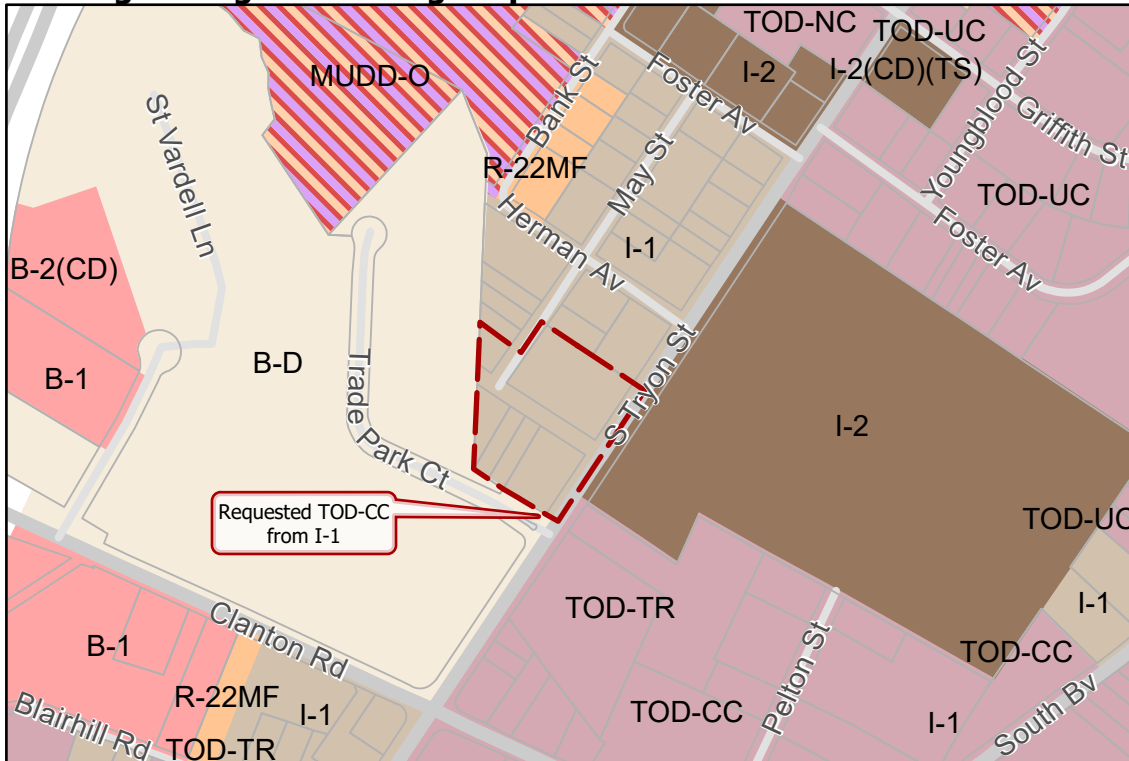 TOD-NC
TOD-UC
MUDD-O
Bank St
Foster Av
I-2
I-2(CD)(TS)
Youngblood St
Griffith St
St Vardell Ln
R-22MF
May St
TOD-UC
Herman Av
I-1
Foster Av
B-2(CD)
B-1
B-D
Trade Park Ct
S Tryon St
I-2
Requested TOD-CC
from I-1
TOD-UC
TOD-TR
I-1
Clanton Rd
B-1
Pelton St
TOD-CC
R-22MF
I-1
TOD-CC
I-1
South Bv
Blairhill Rd
TOD-TR